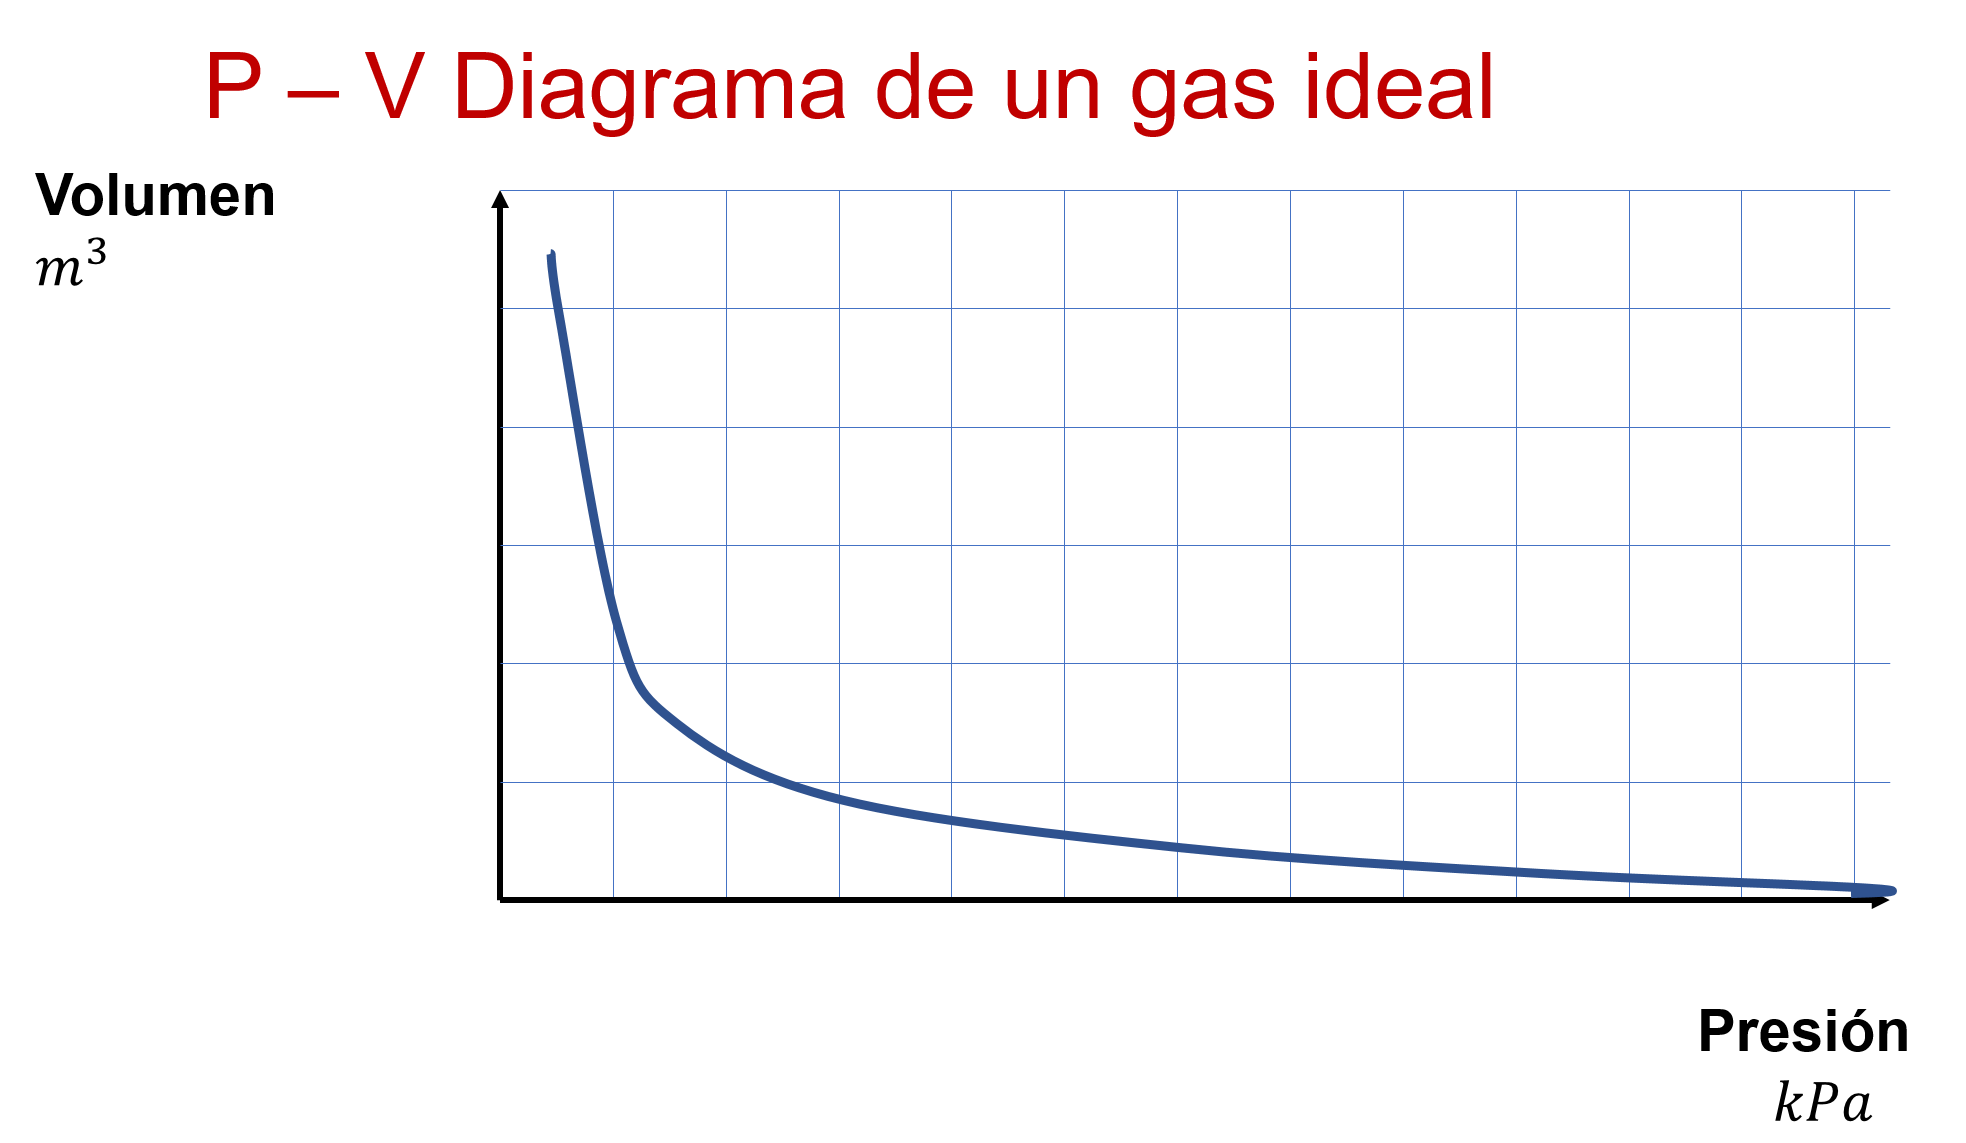 P – V Diagrama de un gas ideal
Volumen
m³
Presión
kPa